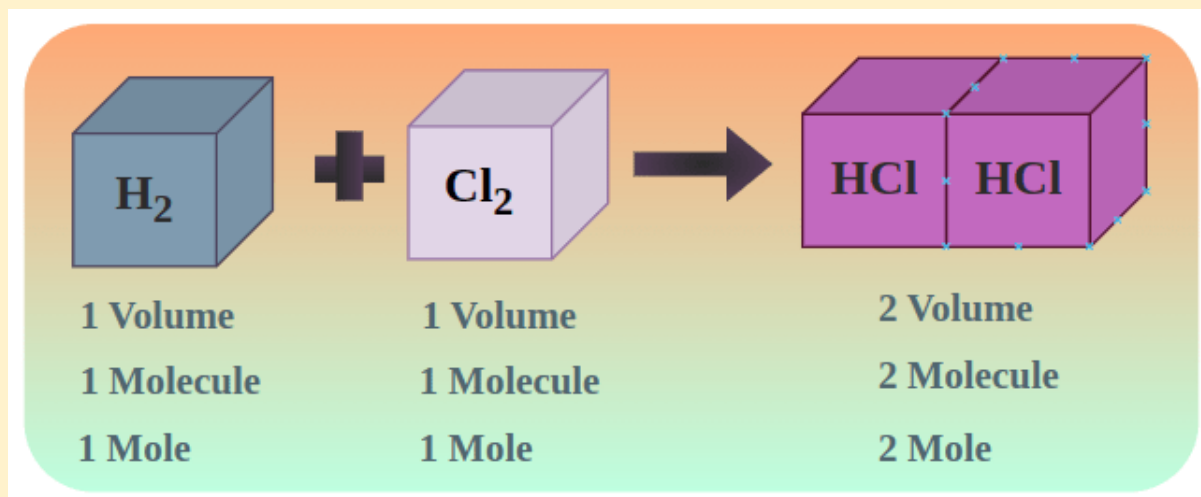 H₂
Cl₂
HCl HCl
1 Volume 1 Volume 2 Volume
1 Molecule 1 Molecule 2 Molecule
1 Mole 1 Mole 2 Mole